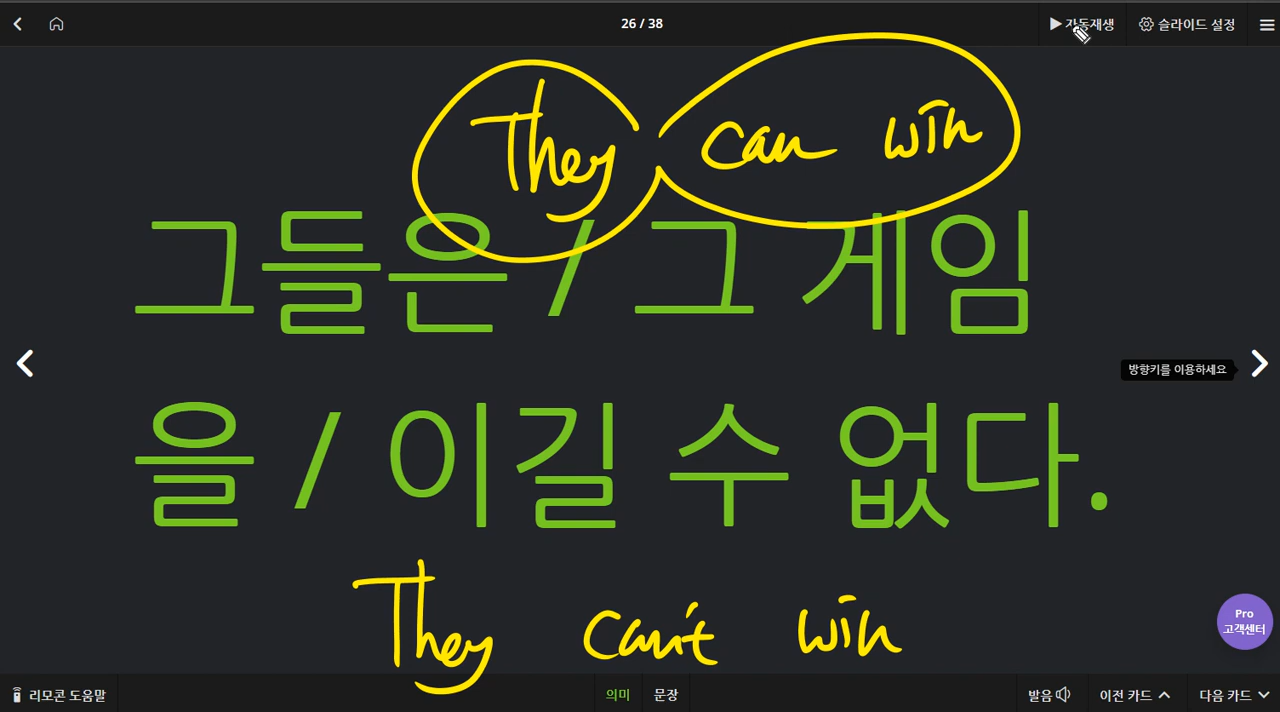 26 / 38
자동재생
슬라이드 설정
They can win
그들은 / 그 게임
방향키를 이용하세요
을 / 이길 수 없다.
They can't win
Pro
고객센터
리모콘 도움말
의미
문장
발음
이전 카드
다음 카드